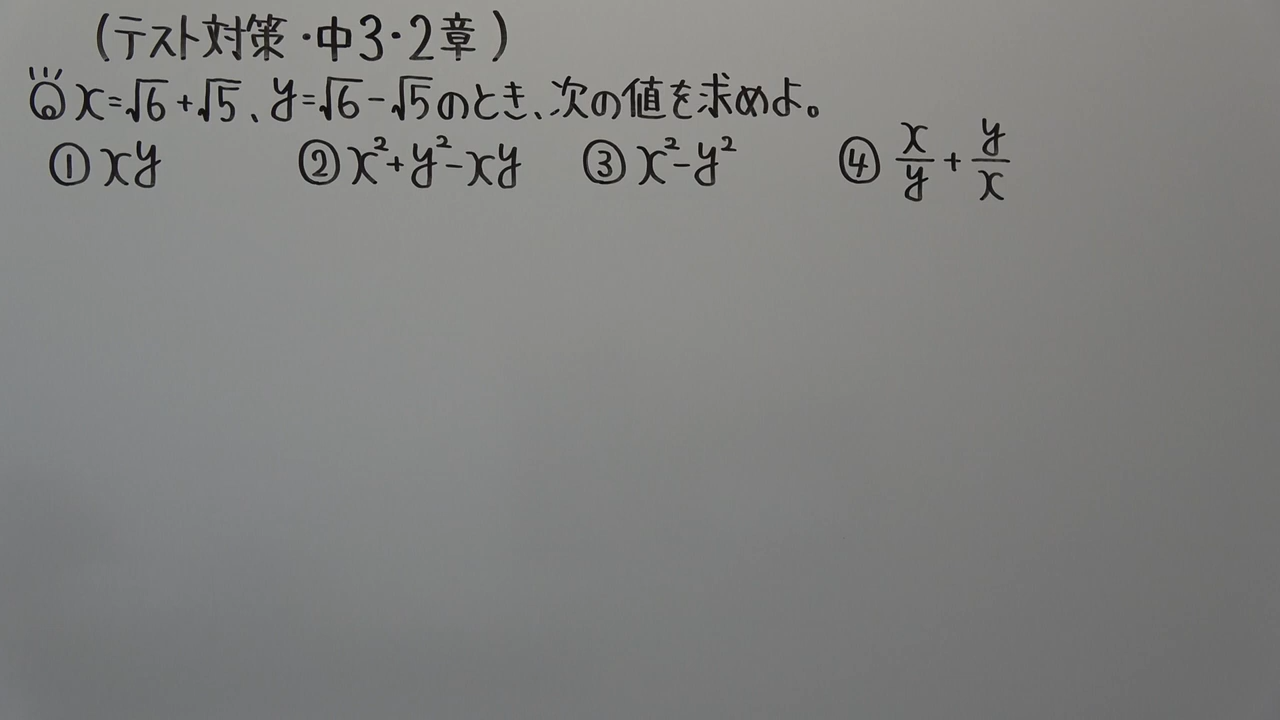 (テスト対策・中3・2章)
x=√6+√5、y=√6-√5のとき、次の値を求めよ。
① xy ② x²+y²-xy ③ x²-y² ④ x/y + y/x